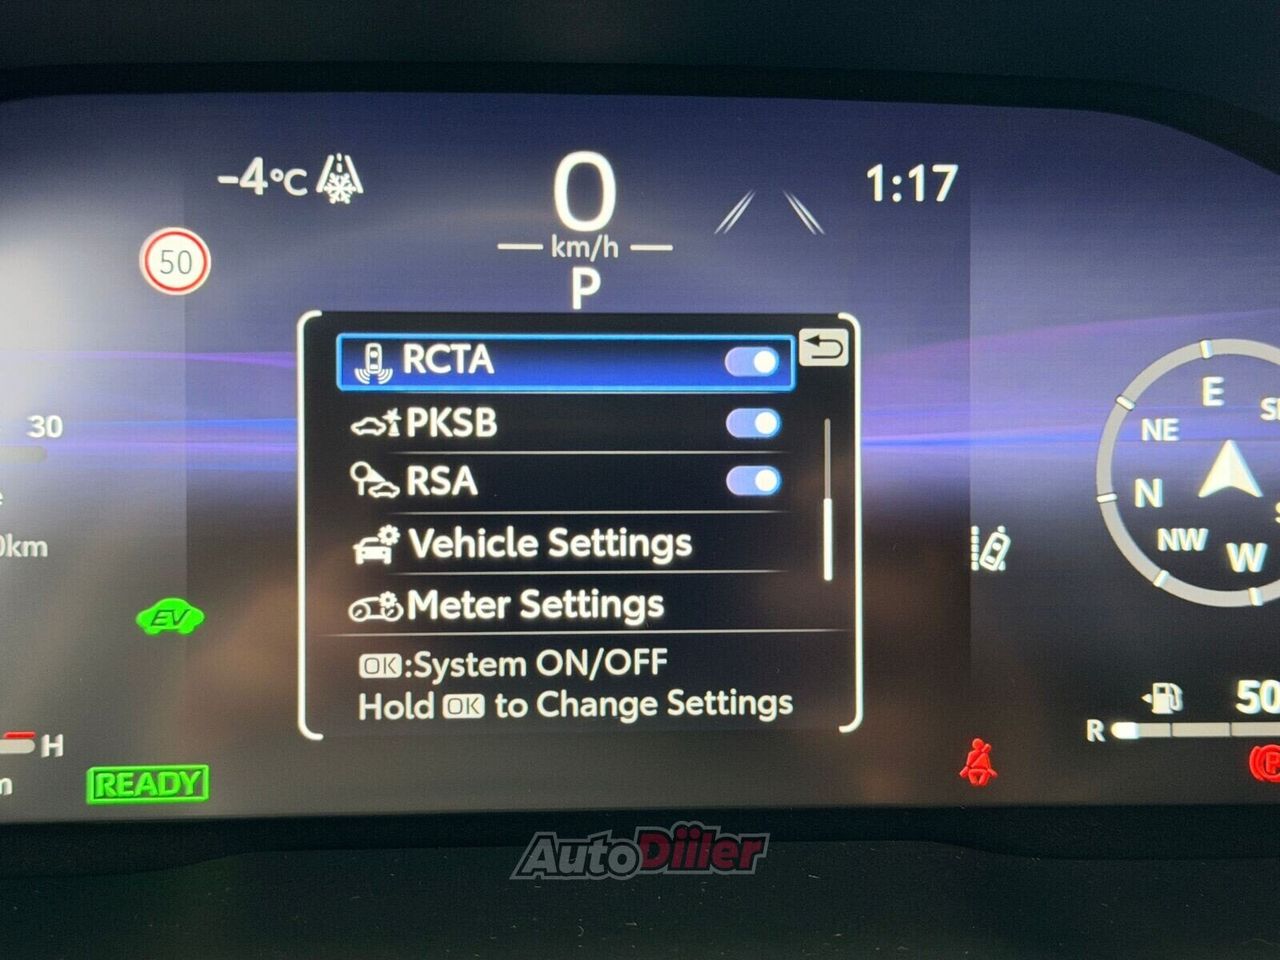 -4°C
0
1:17
km/h
50
P
RCTA
PKSB
RSA
Vehicle Settings
Meter Settings
OK:System ON/OFF
Hold OK to Change Settings
30
km
EV
H
READY
E
NE
N
NW
W
50
R
P
AutoDiiler